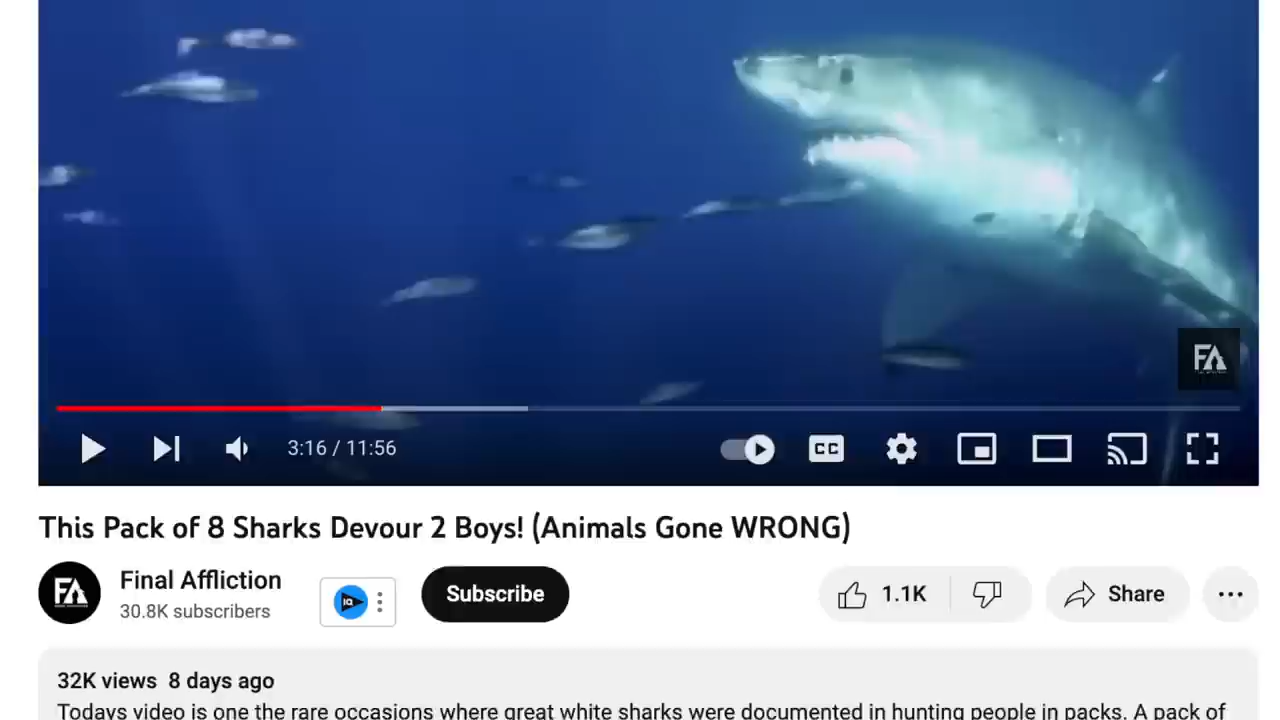 FA
3:16 / 11:56
CC
This Pack of 8 Sharks Devour 2 Boys! (Animals Gone WRONG)
FA
Final Affliction
30.8K subscribers
IQ
Subscribe
1.1K
Share
32K views 8 days ago
Todays video is one the rare occasions where great white sharks were documented in hunting people in packs. A pack of